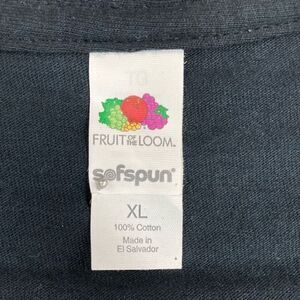 TG
FRUIT OF THE LOOM.
sofspun®
XL
100% Cotton
Made in
El Salvador